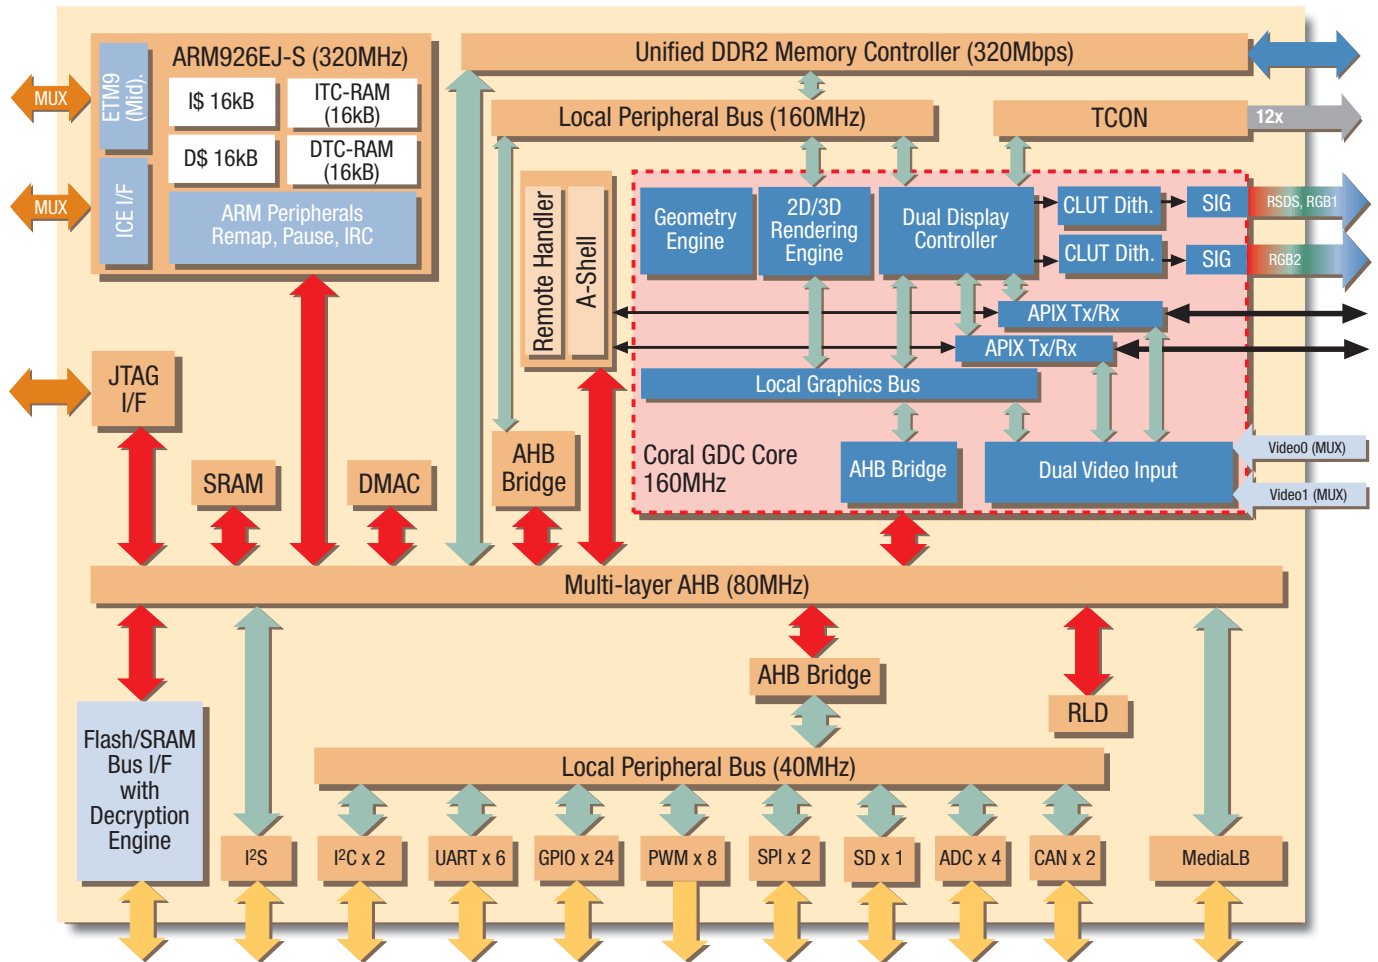 ARM926EJ-S (320MHz)
Unified DDR2 Memory Controller (320Mbps)
MUX
ETM9
(Mid).
I$ 16kB
ITC-RAM
(16kB)
Local Peripheral Bus (160MHz)
TCON
12x
D$ 16kB
DTC-RAM
(16kB)
MUX
ICE I/F
ARM Peripherals
Remap, Pause, IRC
Remote Handler
A-Shell
Geometry
Engine
2D/3D
Rendering
Engine
Dual Display
Controller
CLUT Dith.
SIG
RSDS, RGB1
CLUT Dith.
SIG
RGB2
APIX Tx/Rx
APIX Tx/Rx
JTAG
I/F
Local Graphics Bus
SRAM
DMAC
AHB
Bridge
Coral GDC Core
160MHz
AHB Bridge
Dual Video Input
Video0 (MUX)
Video1 (MUX)
Multi-layer AHB (80MHz)
AHB Bridge
RLD
Flash/SRAM
Bus I/F
with
Decryption
Engine
Local Peripheral Bus (40MHz)
I²S
I²C x 2
UART x 6
GPIO x 24
PWM x 8
SPI x 2
SD x 1
ADC x 4
CAN x 2
MediaLB